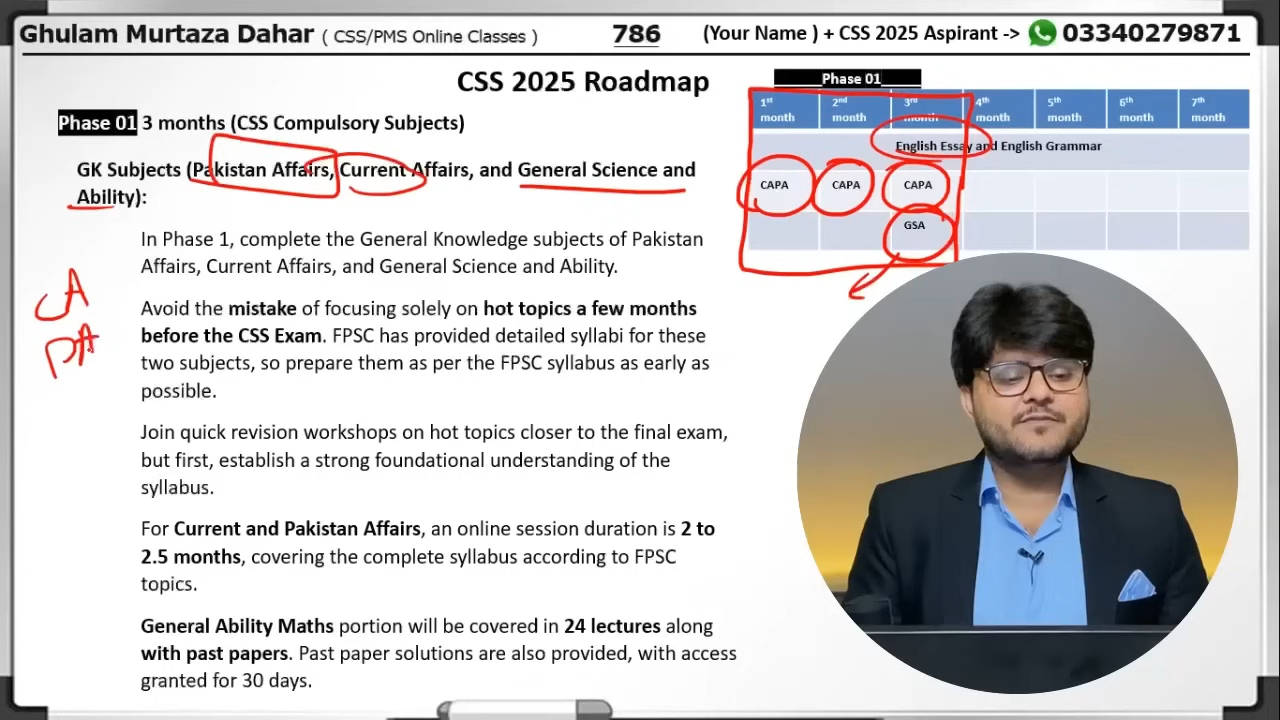 Ghulam Murtaza Dahar ( CSS/PMS Online Classes ) 786 (Your Name ) + CSS 2025 Aspirant -> 03340279871
CSS 2025 Roadmap
Phase 01 3 months (CSS Compulsory Subjects)
GK Subjects (Pakistan Affairs, Current Affairs, and General Science and
Ability):
In Phase 1, complete the General Knowledge subjects of Pakistan
Affairs, Current Affairs, and General Science and Ability.
CA
PA
Avoid the mistake of focusing solely on hot topics a few months
before the CSS Exam. FPSC has provided detailed syllabi for these
two subjects, so prepare them as per the FPSC syllabus as early as
possible.
Join quick revision workshops on hot topics closer to the final exam,
but first, establish a strong foundational understanding of the
syllabus.
For Current and Pakistan Affairs, an online session duration is 2 to
2.5 months, covering the complete syllabus according to FPSC
topics.
General Ability Maths portion will be covered in 24 lectures along
with past papers. Past paper solutions are also provided, with access
granted for 30 days.
Phase 01
1st 2nd 3rd 4th 5th 6th 7th
month month month month month month month
English Essay and English Grammar
CAPA CAPA CAPA
GSA